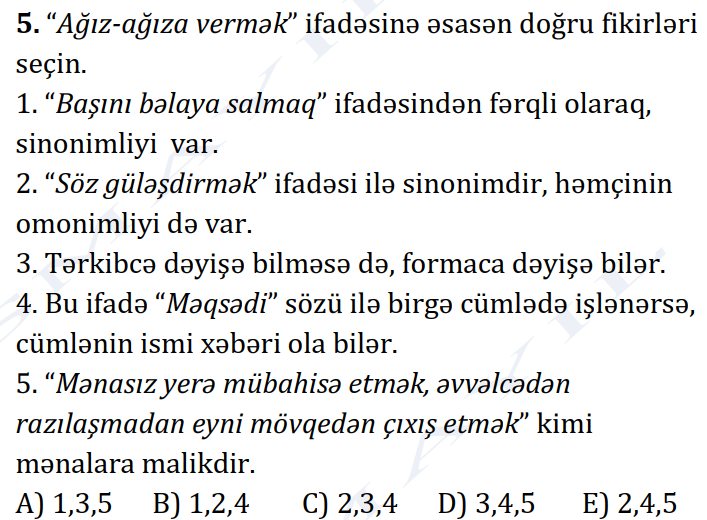 5. “Ağız-ağıza vermək” ifadəsinə əsasən doğru fikirləri
seçin.
1. “Başını bəlaya salmaq” ifadəsindən fərqli olaraq,
sinonimliyi var.
2. “Söz güləşdirmək” ifadəsi ilə sinonimdir, həmçinin
omonimliyi də var.
3. Tərkibcə dəyişə bilməsə də, formaca dəyişə bilər.
4. Bu ifadə “Məqsədi” sözü ilə birgə cümlədə işlənərsə,
cümlənin ismi xəbəri ola bilər.
5. “Mənasız yerə mübahisə etmək, əvvəlcədən
razılaşmadan eyni mövqedən çıxış etmək” kimi
mənalara malikdir.
A) 1,3,5 B) 1,2,4 C) 2,3,4 D) 3,4,5 E) 2,4,5